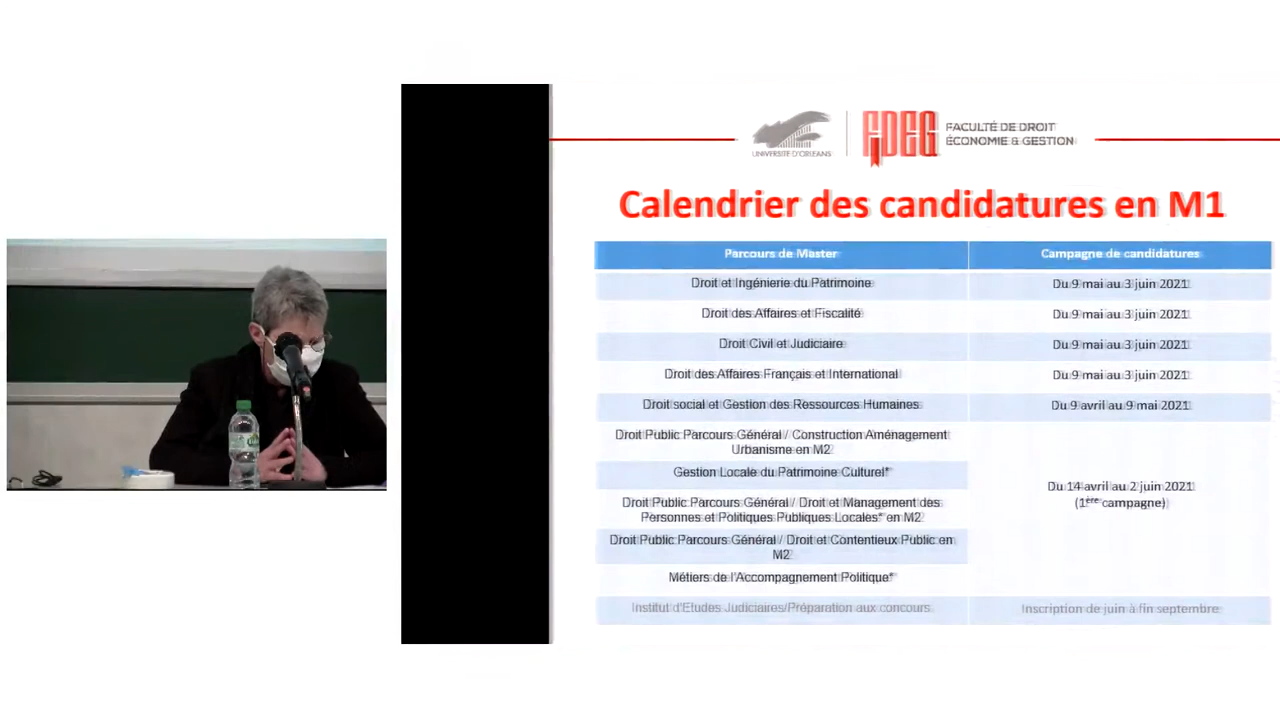 UNIVERSITÉ D'ORLÉANS
FDEG
FACULTÉ DE DROIT
ÉCONOMIE & GESTION
Calendrier des candidatures en M1
Parcours de Master
Campagne de candidatures
Droit et Ingénierie du Patrimoine
Du 9 mai au 3 juin 2021
Droit des Affaires et Fiscalité
Du 9 mai au 3 juin 2021
Droit Civil et Judiciaire
Du 9 mai au 3 juin 2021
Droit des Affaires Français et International
Du 9 mai au 3 juin 2021
Droit social et Gestion des Ressources Humaines
Du 9 avril au 9 mai 2021
Droit Public Parcours Général / Construction Aménagement
Urbanisme en M2
Gestion Locale du Patrimoine Culturel*
Droit Public Parcours Général / Droit et Management des
Personnes et Politiques Publiques Locales* en M2
Droit Public Parcours Général / Droit et Contentieux Public en
M2
Métiers de l'Accompagnement Politique*
Du 14 avril au 2 juin 2021
(1ère campagne)
Institut d'Etudes Judiciaires/Préparation aux concours
Inscription de juin à fin septembre